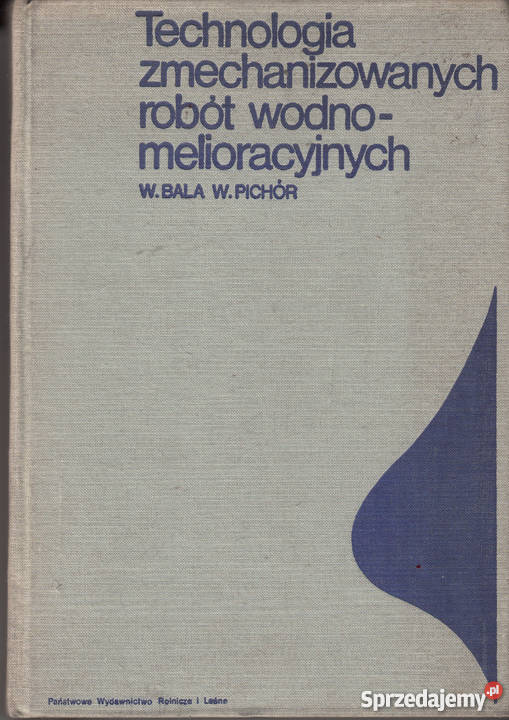 Technologia
zmechanizowanych
robót wodno-
melioracyjnych
W. BALA W. PICHÓR
Państwowe Wydawnictwo Rolnicze i Leśne
Sprzedajemy.pl